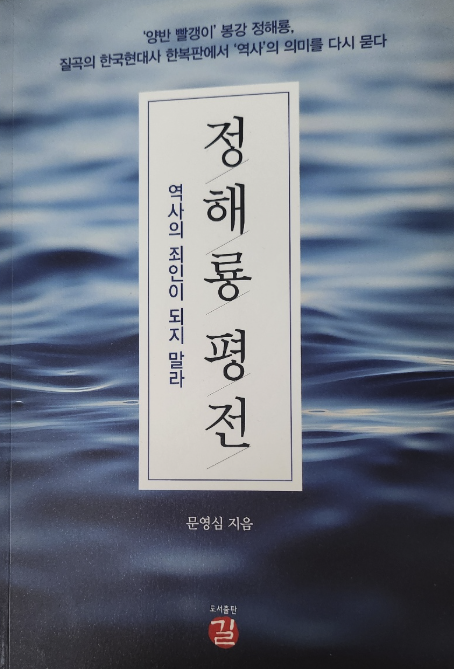 '양반 빨갱이' 봉강 정해룡,
질곡의 한국현대사 한복판에서 '역사'의 의미를 다시 묻다
정해룡 평전
역사의 죄인이 되지 말라
문영심 지음
도서출판
길